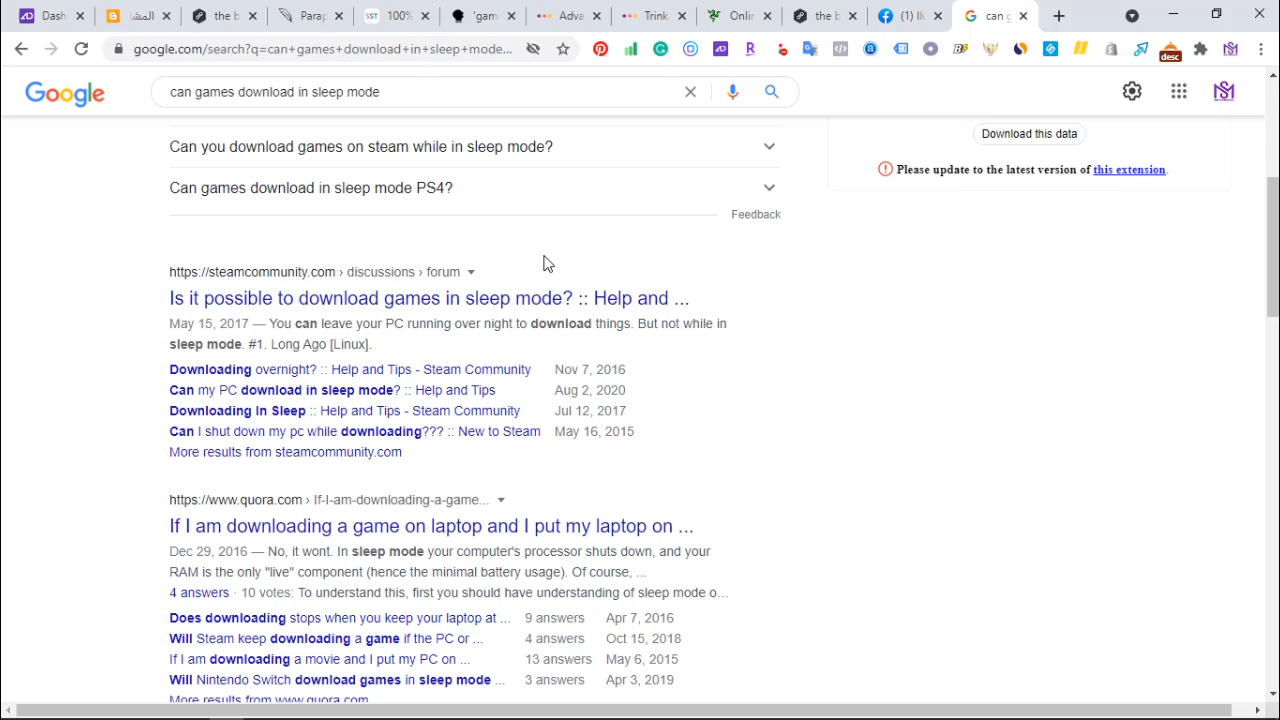 Dash
المشا
the b
Parap
SST 100%
'gam
Adva
Trink
Onlin
the b
(1) Ilu
can g
google.com/search?q=can+games+download+in+sleep+mode...
desc
Google
can games download in sleep mode
Can you download games on steam while in sleep mode?
Can games download in sleep mode PS4?
Feedback
Download this data
Please update to the latest version of this extension.
https://steamcommunity.com › discussions › forum
Is it possible to download games in sleep mode? :: Help and ...
May 15, 2017 — You can leave your PC running over night to download things. But not while in
sleep mode. #1. Long Ago [Linux].
Downloading overnight? :: Help and Tips - Steam Community Nov 7, 2016
Can my PC download in sleep mode? :: Help and Tips Aug 2, 2020
Downloading In Sleep :: Help and Tips - Steam Community Jul 12, 2017
Can I shut down my pc while downloading??? :: New to Steam May 16, 2015
More results from steamcommunity.com
https://www.quora.com › If-I-am-downloading-a-game...
If I am downloading a game on laptop and I put my laptop on ...
Dec 29, 2016 — No, it wont. In sleep mode your computer's processor shuts down, and your
RAM is the only "live" component (hence the minimal battery usage). Of course, ...
4 answers · 10 votes: To understand this, first you should have understanding of sleep mode o...
Does downloading stops when you keep your laptop at ... 9 answers Apr 7, 2016
Will Steam keep downloading a game if the PC or ... 4 answers Oct 15, 2018
If I am downloading a movie and I put my PC on ... 13 answers May 6, 2015
Will Nintendo Switch download games in sleep mode ... 3 answers Apr 3, 2019
More results from www.quora.com